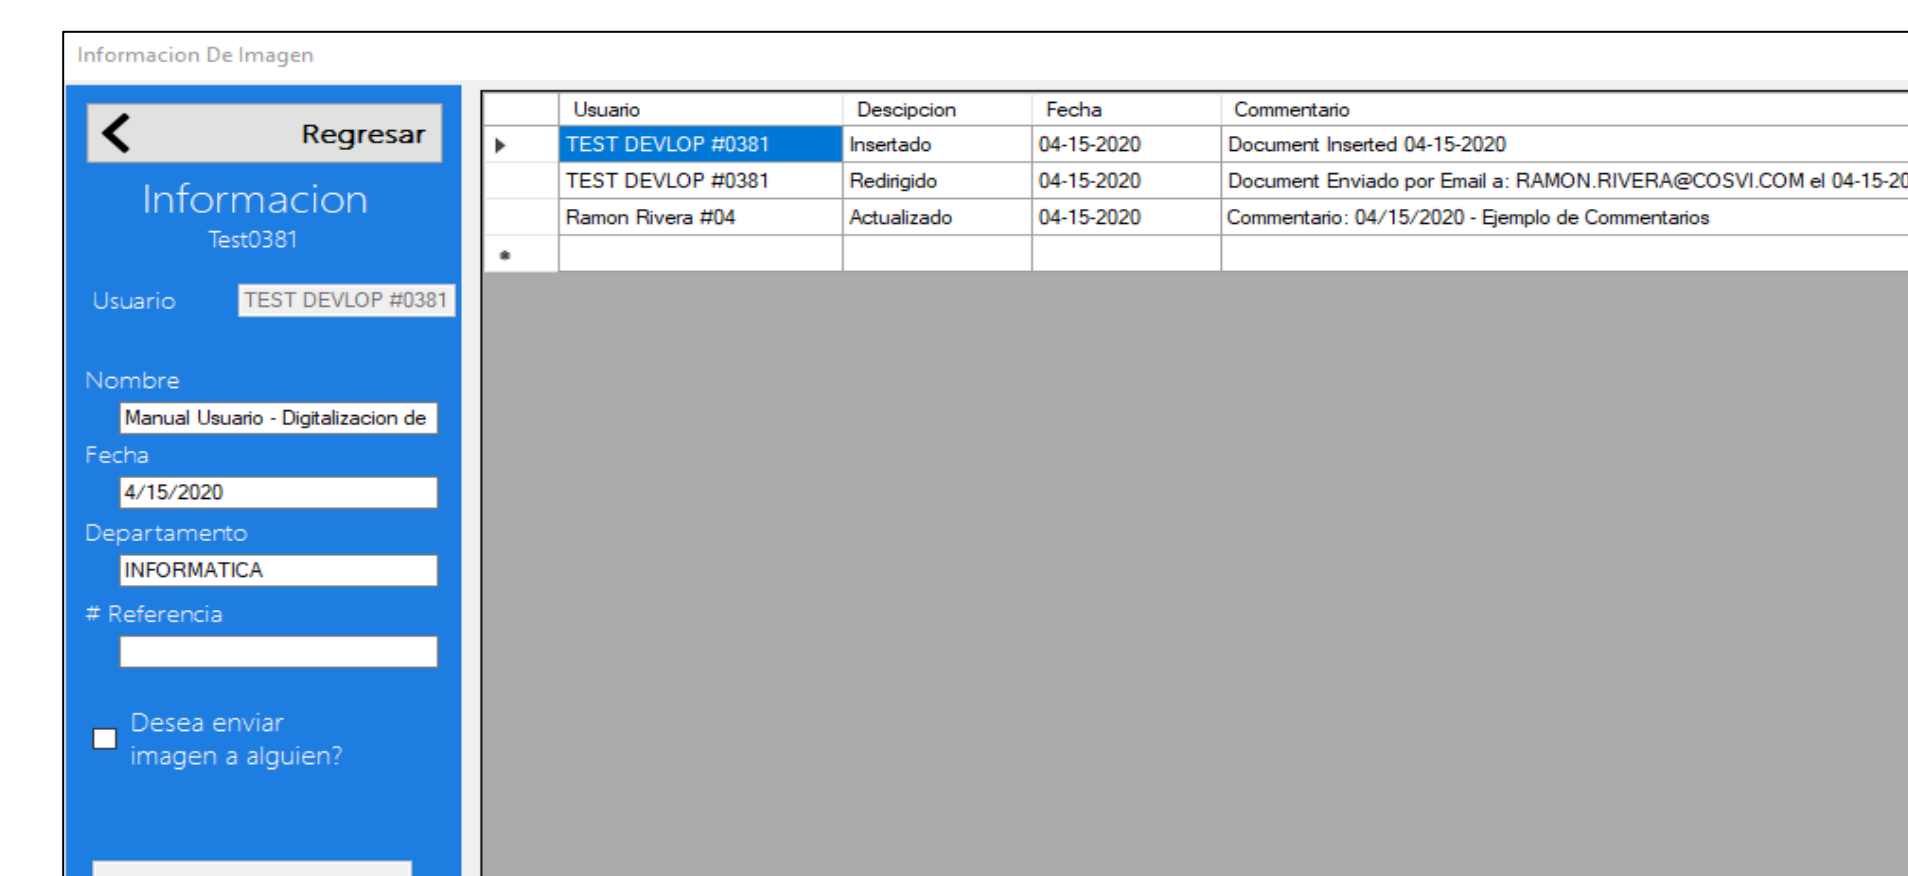 Informacion De Imagen
Regresar
Informacion
Test0381
Usuario TEST DEVLOP #0381
Nombre
Manual Usuario - Digitalizacion de
Fecha
4/15/2020
Departamento
INFORMATICA
# Referencia
Desea enviar
imagen a alguien?
Usuario Descipcion Fecha Commentario
TEST DEVLOP #0381 Insertado 04-15-2020 Document Inserted 04-15-2020
TEST DEVLOP #0381 Redirigido 04-15-2020 Document Enviado por Email a: RAMON.RIVERA@COSVI.COM el 04-15-20
Ramon Rivera #04 Actualizado 04-15-2020 Commentario: 04/15/2020 - Ejemplo de Commentarios